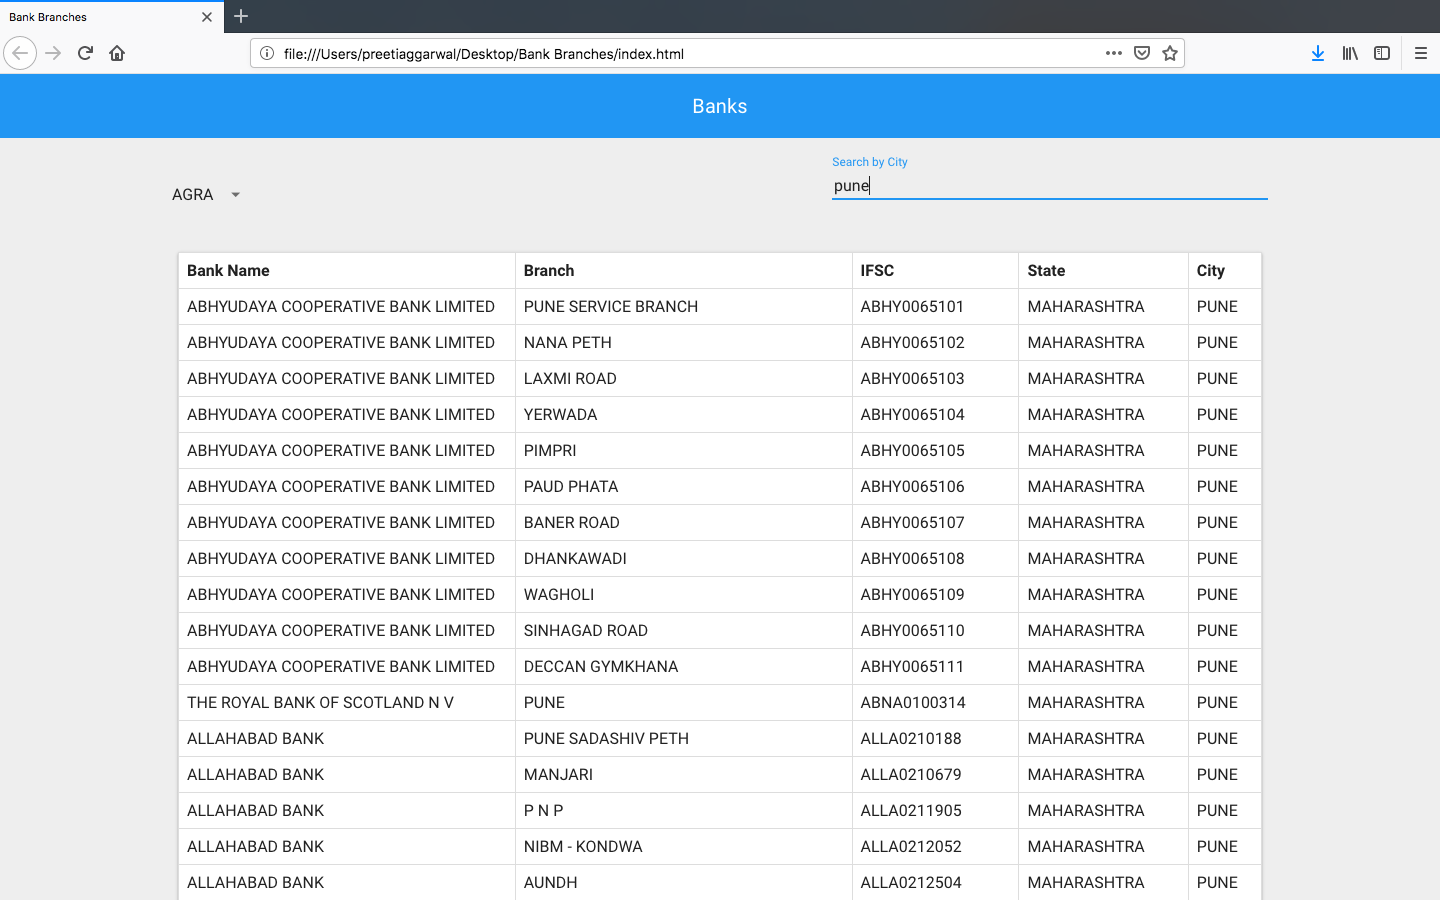 Bank Branches
file:///Users/preetiaggarwal/Desktop/Bank Branches/index.html
Banks
Search by City
AGRA
pune
Bank Name Branch IFSC State City
ABHYUDAYA COOPERATIVE BANK LIMITED PUNE SERVICE BRANCH ABHY0065101 MAHARASHTRA PUNE
ABHYUDAYA COOPERATIVE BANK LIMITED NANA PETH ABHY0065102 MAHARASHTRA PUNE
ABHYUDAYA COOPERATIVE BANK LIMITED LAXMI ROAD ABHY0065103 MAHARASHTRA PUNE
ABHYUDAYA COOPERATIVE BANK LIMITED YERWADA ABHY0065104 MAHARASHTRA PUNE
ABHYUDAYA COOPERATIVE BANK LIMITED PIMPRI ABHY0065105 MAHARASHTRA PUNE
ABHYUDAYA COOPERATIVE BANK LIMITED PAUD PHATA ABHY0065106 MAHARASHTRA PUNE
ABHYUDAYA COOPERATIVE BANK LIMITED BANER ROAD ABHY0065107 MAHARASHTRA PUNE
ABHYUDAYA COOPERATIVE BANK LIMITED DHANKAWADI ABHY0065108 MAHARASHTRA PUNE
ABHYUDAYA COOPERATIVE BANK LIMITED WAGHOLI ABHY0065109 MAHARASHTRA PUNE
ABHYUDAYA COOPERATIVE BANK LIMITED SINHAGAD ROAD ABHY0065110 MAHARASHTRA PUNE
ABHYUDAYA COOPERATIVE BANK LIMITED DECCAN GYMKHANA ABHY0065111 MAHARASHTRA PUNE
THE ROYAL BANK OF SCOTLAND N V PUNE ABNA0100314 MAHARASHTRA PUNE
ALLAHABAD BANK PUNE SADASHIV PETH ALLA0210188 MAHARASHTRA PUNE
ALLAHABAD BANK MANJARI ALLA0210679 MAHARASHTRA PUNE
ALLAHABAD BANK P N P ALLA0211905 MAHARASHTRA PUNE
ALLAHABAD BANK NIBM - KONDWA ALLA0212052 MAHARASHTRA PUNE
ALLAHABAD BANK AUNDH ALLA0212504 MAHARASHTRA PUNE